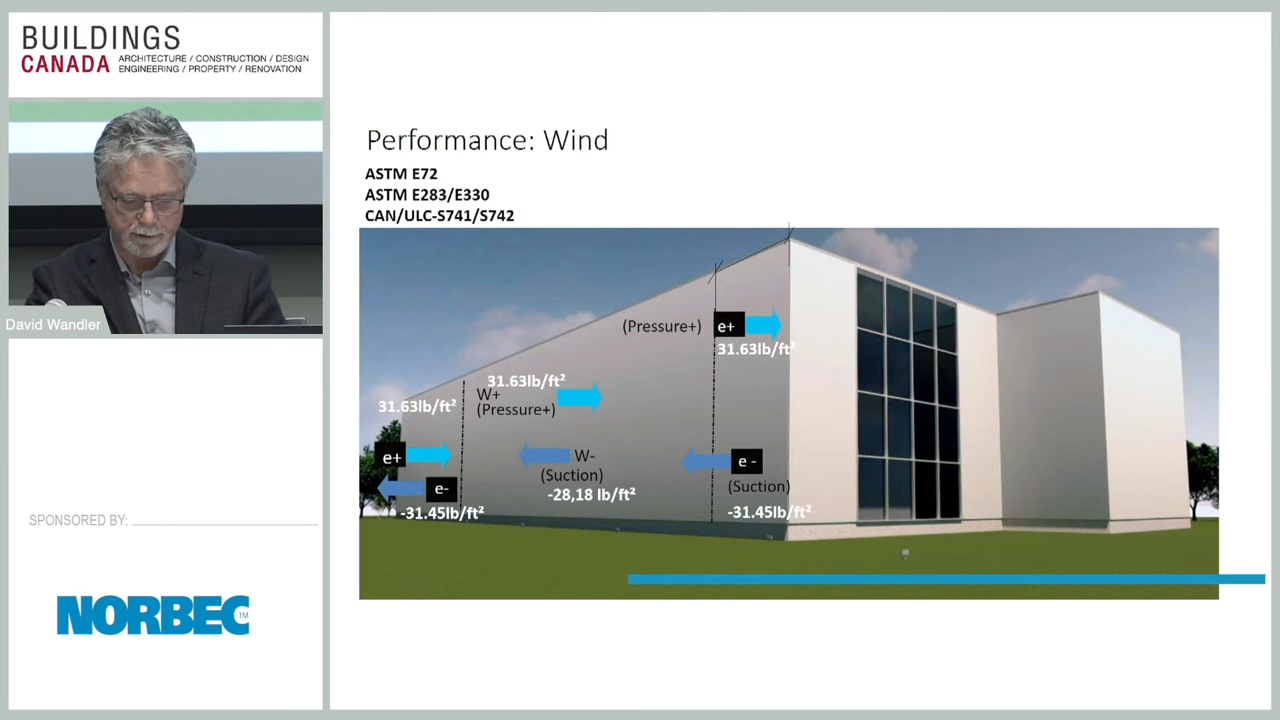 BUILDINGS
CANADA
ARCHITECTURE / CONSTRUCTION / DESIGN
ENGINEERING / PROPERTY / RENOVATION
David Wandler
SPONSORED BY:
NORBEC™
Performance: Wind
ASTM E72
ASTM E283/E330
CAN/ULC-S741/S742
(Pressure+)
e+
31.63lb/ft²
31.63lb/ft²
W+
(Pressure+)
31.63lb/ft²
e+
e-
-31.45lb/ft²
W-
(Suction)
-28,18 lb/ft²
e -
(Suction)
-31.45lb/ft²